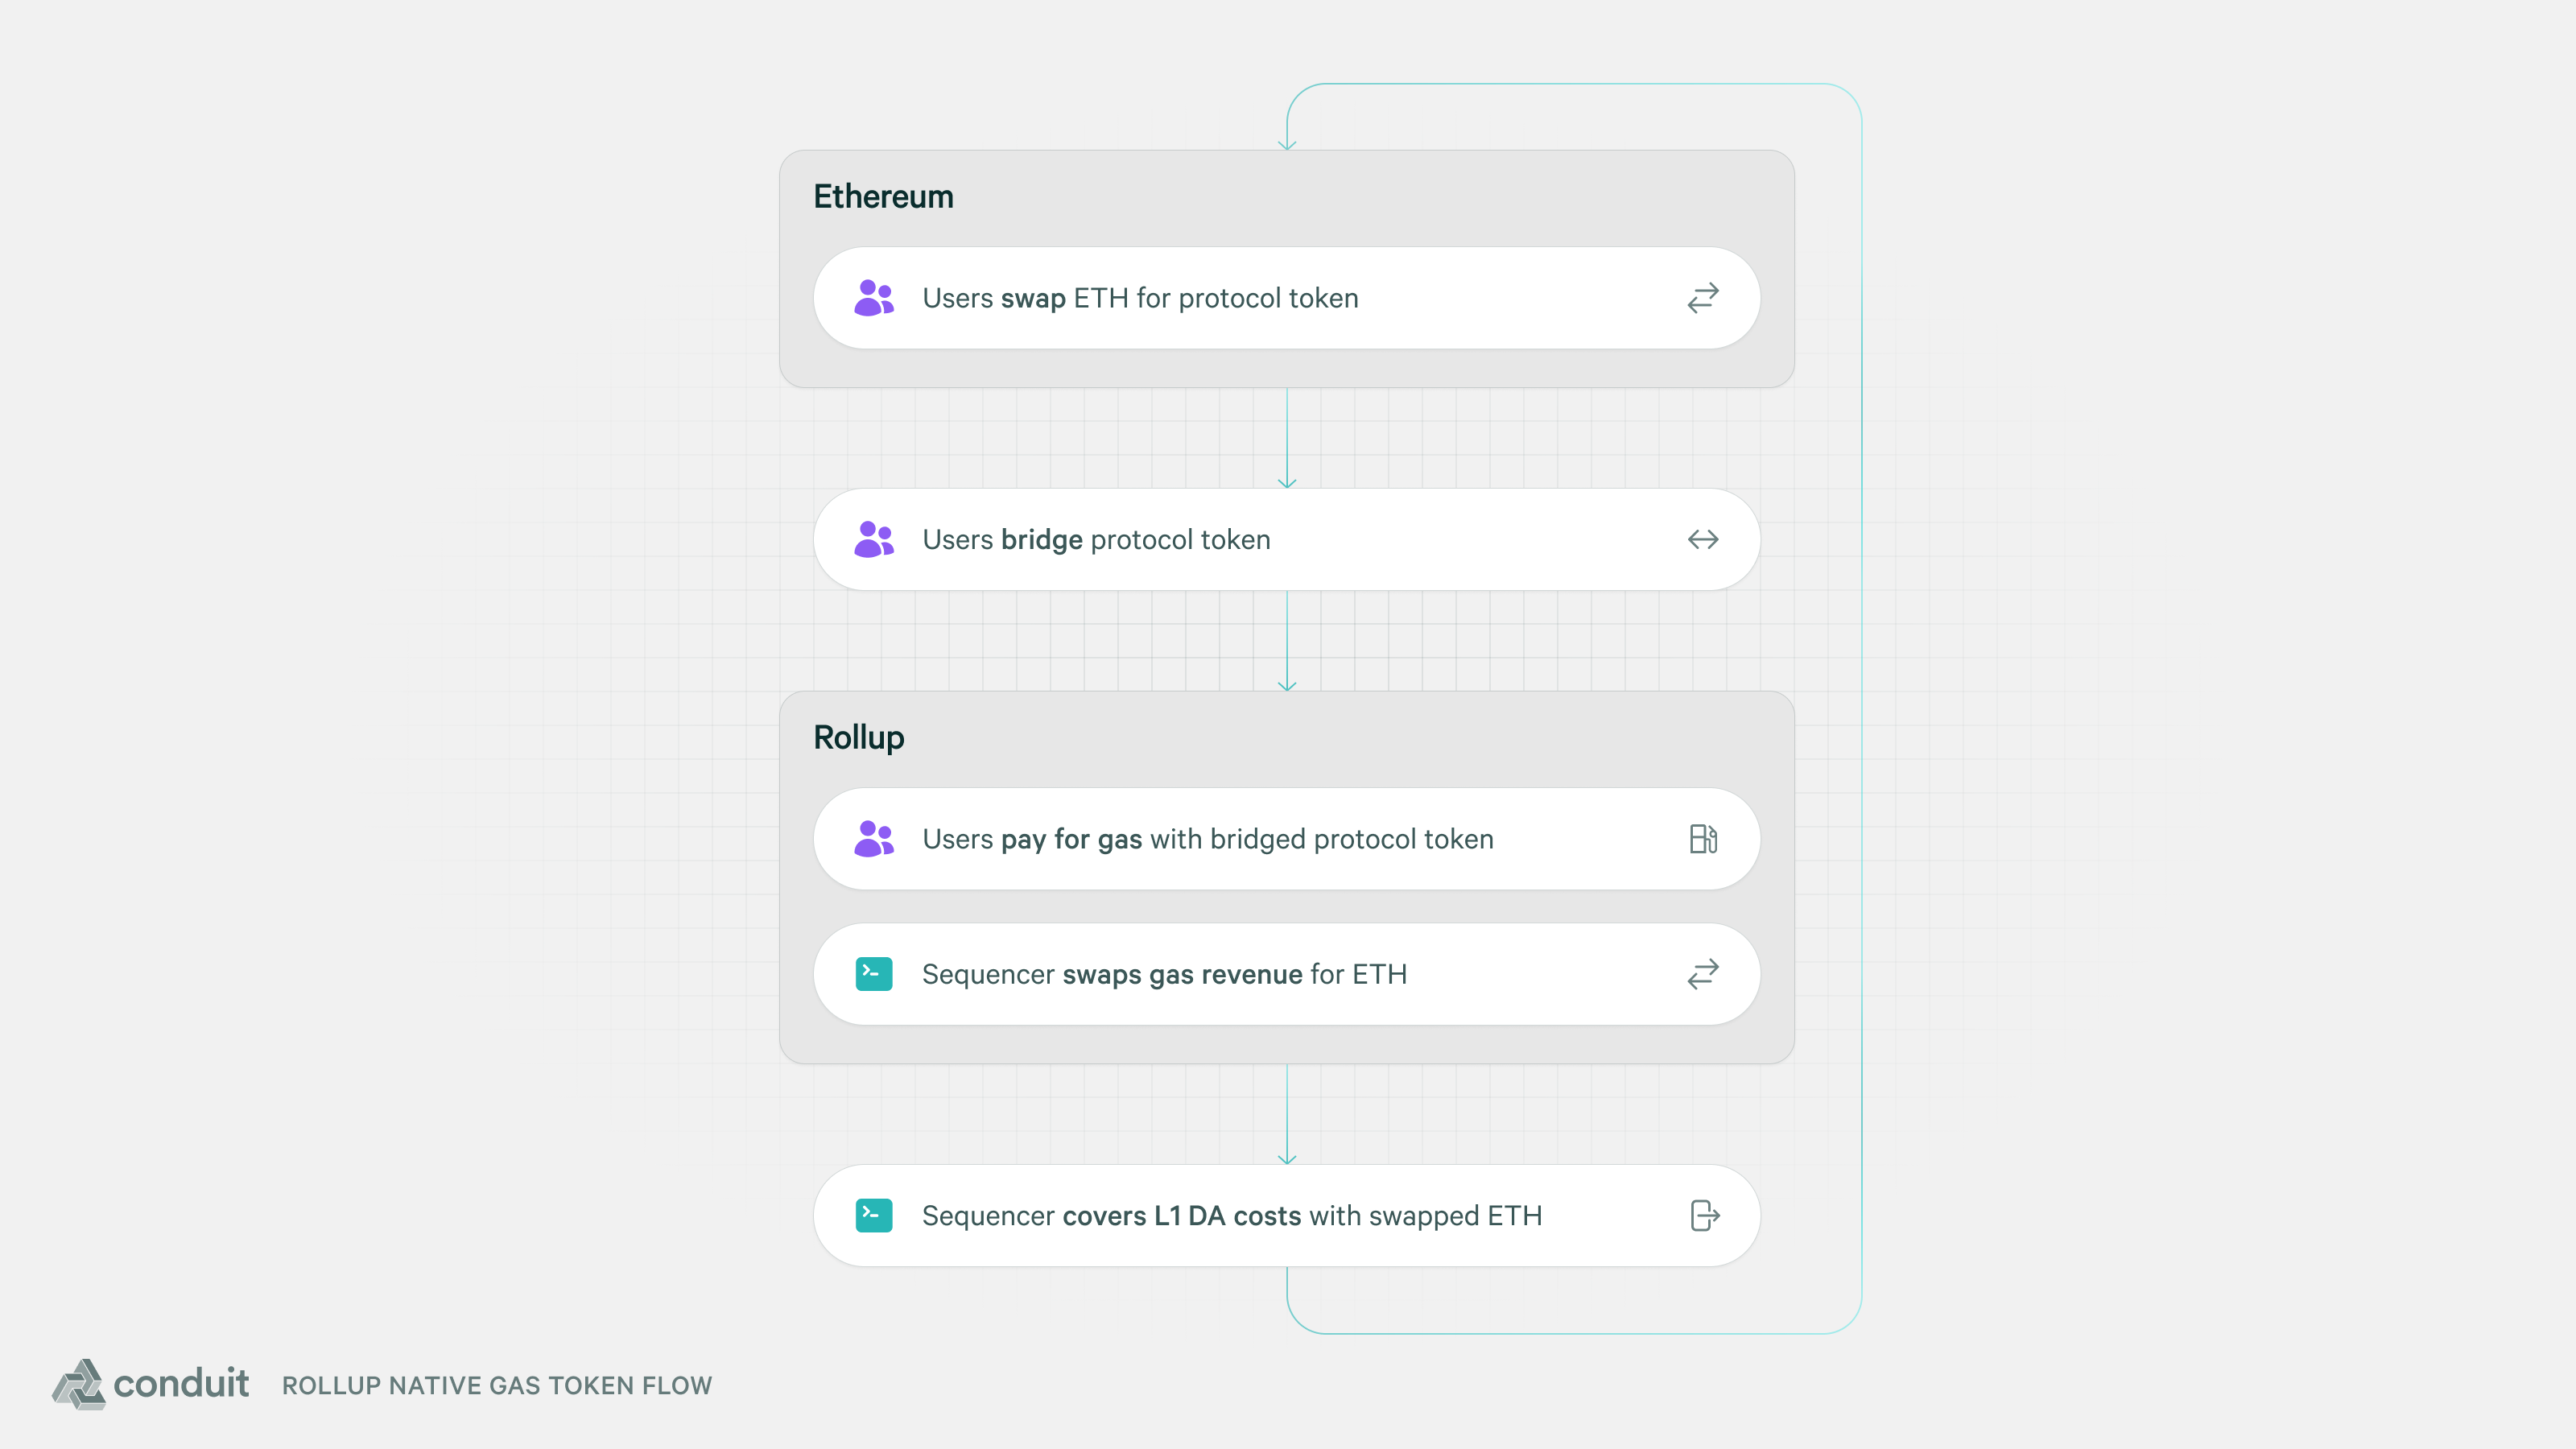 Ethereum
Users swap ETH for protocol token
Users bridge protocol token
Rollup
Users pay for gas with bridged protocol token
Sequencer swaps gas revenue for ETH
Sequencer covers L1 DA costs with swapped ETH
conduit ROLLUP NATIVE GAS TOKEN FLOW